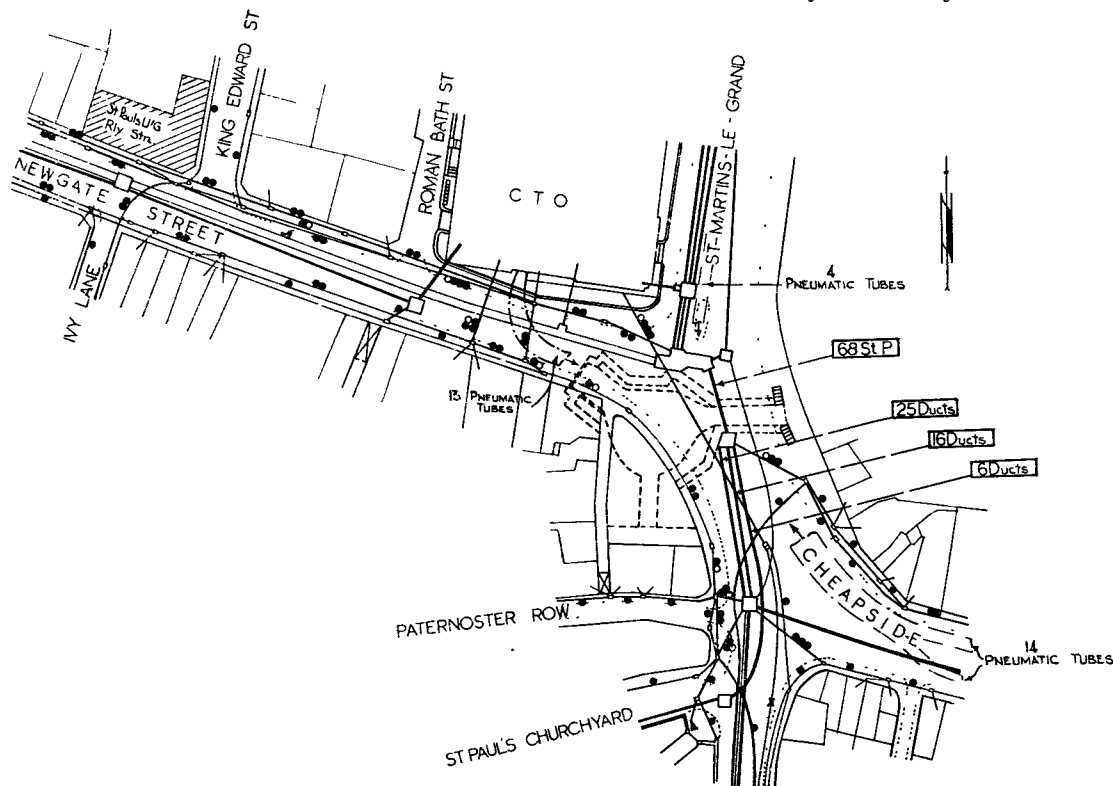 KING EDWARD ST
ROMAN BATH ST
ST-MARTINS-LE-GRAND
St Pauls U'G
Rly Stn
CTO
4
PNEUMATIC TUBES
NEWGATE STREET
IVY LANE
68 St P
13 PNEUMATIC
TUBES
25 Ducts
16 Ducts
6 Ducts
CHEAPSIDE
PATERNOSTER ROW
14
PNEUMATIC TUBES
ST PAUL'S CHURCHYARD